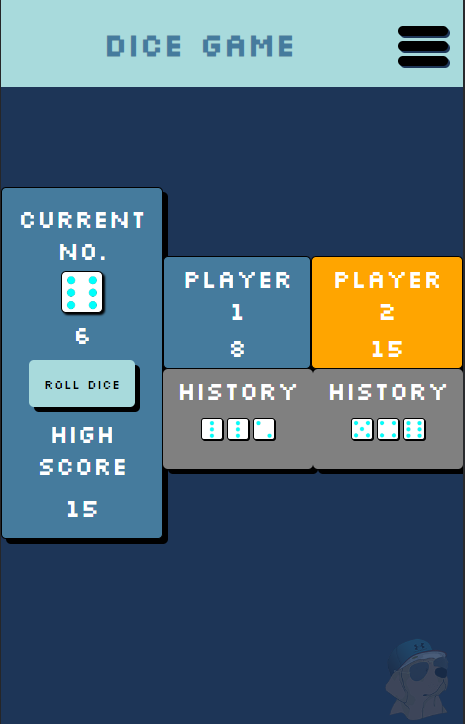 DICE GAME
CURRENT
NO.
6
ROLL DICE
HIGH
SCORE
15
PLAYER
1
8
HISTORY
PLAYER
2
15
HISTORY